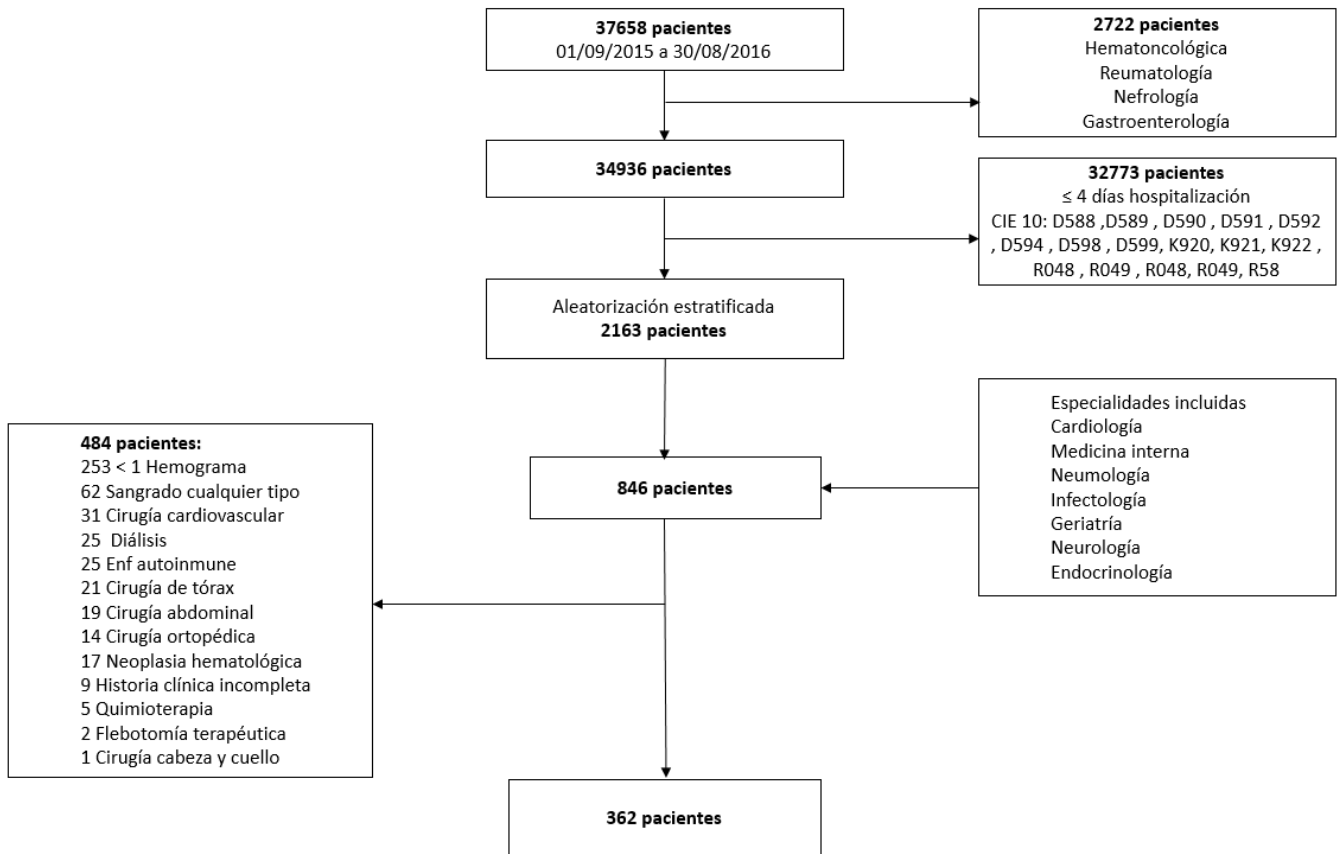 37658 pacientes
01/09/2015 a 30/08/2016
2722 pacientes
Hematoncológica
Reumatología
Nefrología
Gastroenterología
34936 pacientes
32773 pacientes
≤ 4 días hospitalización
CIE 10: D588 ,D589 , D590 , D591 , D592
, D594 , D598 , D599, K920, K921, K922 ,
R048 , R049 , R048, R049, R58
Aleatorización estratificada
2163 pacientes
Especialidades incluidas
Cardiología
Medicina interna
Neumología
Infectología
Geriatría
Neurología
Endocrinología
846 pacientes
484 pacientes:
253 < 1 Hemograma
62 Sangrado cualquier tipo
31 Cirugía cardiovascular
25 Diálisis
25 Enf autoinmune
21 Cirugía de tórax
19 Cirugía abdominal
14 Cirugía ortopédica
17 Neoplasia hematológica
9 Historia clínica incompleta
5 Quimioterapia
2 Flebotomía terapéutica
1 Cirugía cabeza y cuello
362 pacientes